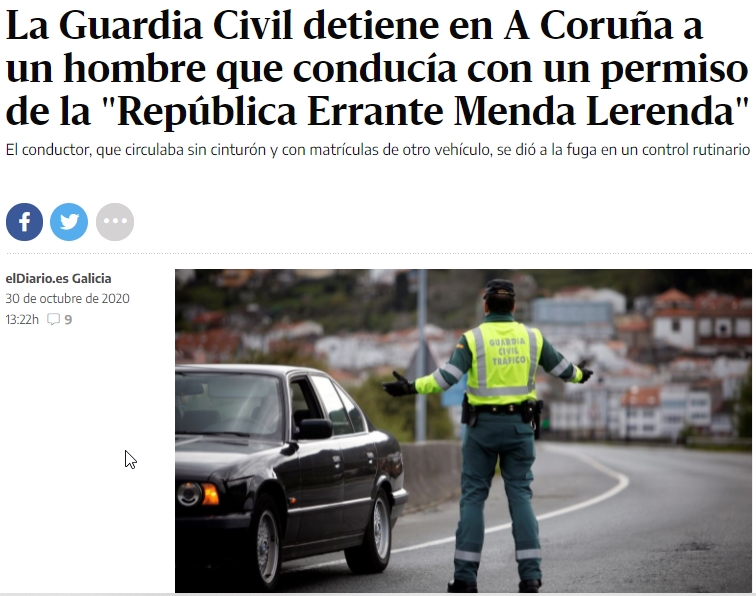 La Guardia Civil detiene en A Coruña a
un hombre que conducía con un permiso
de la "República Errante Menda Lerenda"
El conductor, que circulaba sin cinturón y con matrículas de otro vehículo, se dió a la fuga en un control rutinario
elDiario.es Galicia
30 de octubre de 2020
13:22h 9
GUARDIA
CIVIL
TRÁFICO